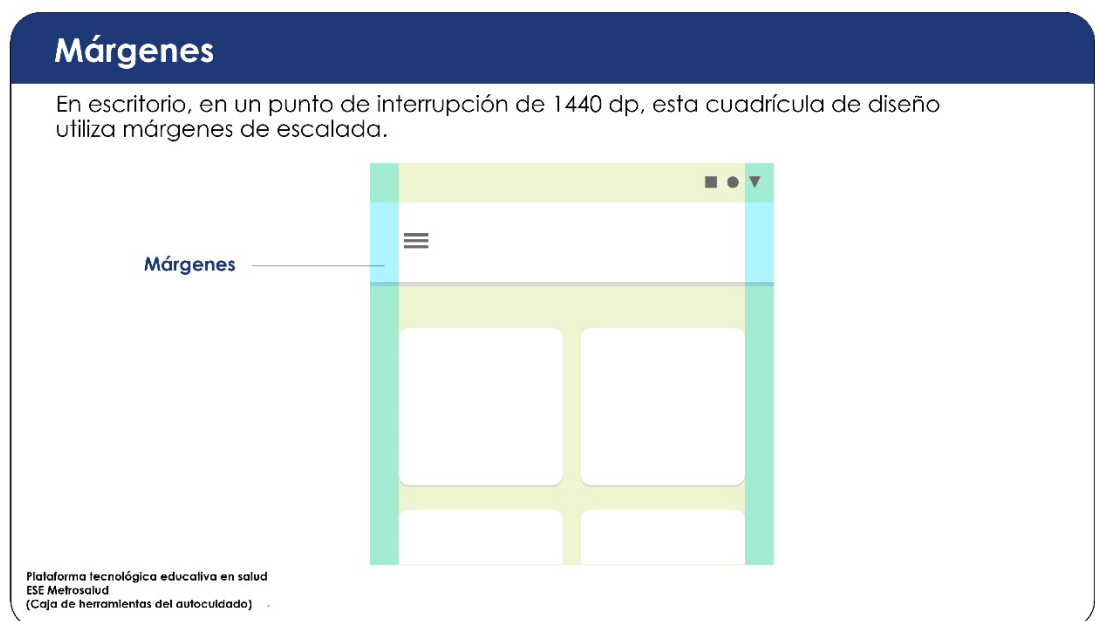 Márgenes
En escritorio, en un punto de interrupción de 1440 dp, esta cuadrícula de diseño
utiliza márgenes de escalada.
Márgenes
Plataforma tecnológica educativa en salud
ESE Metrosalud
(Caja de herramientas del autocuidado)